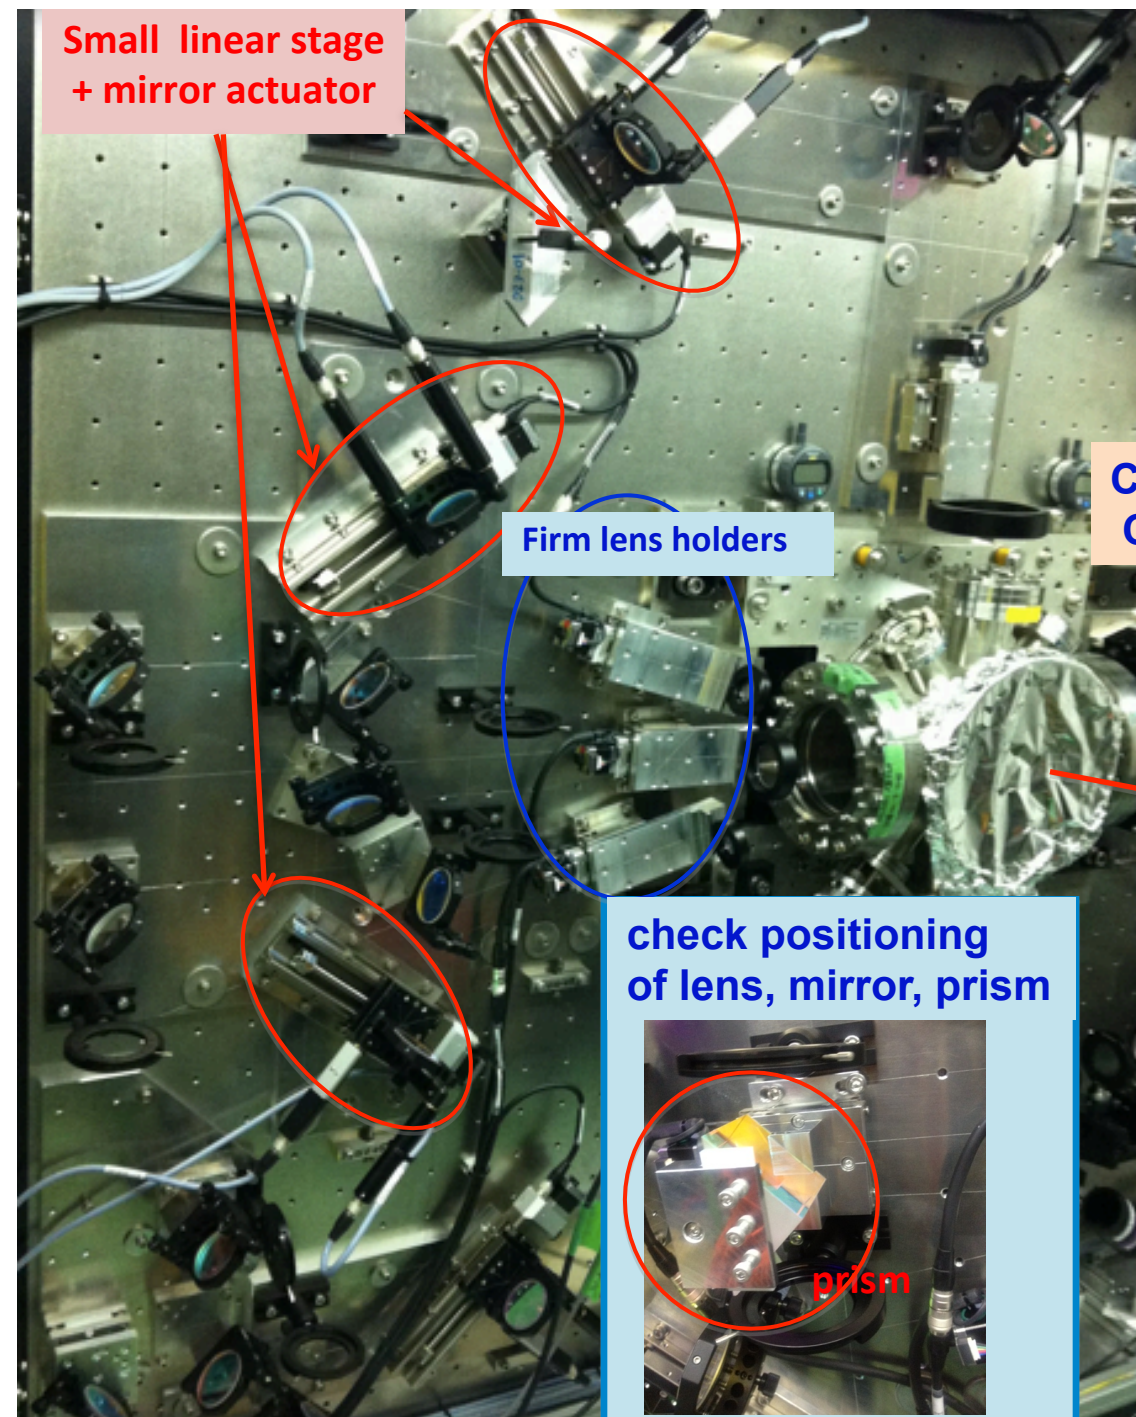 Small linear stage
+ mirror actuator
Firm lens holders
C
check positioning
of lens, mirror, prism
prism